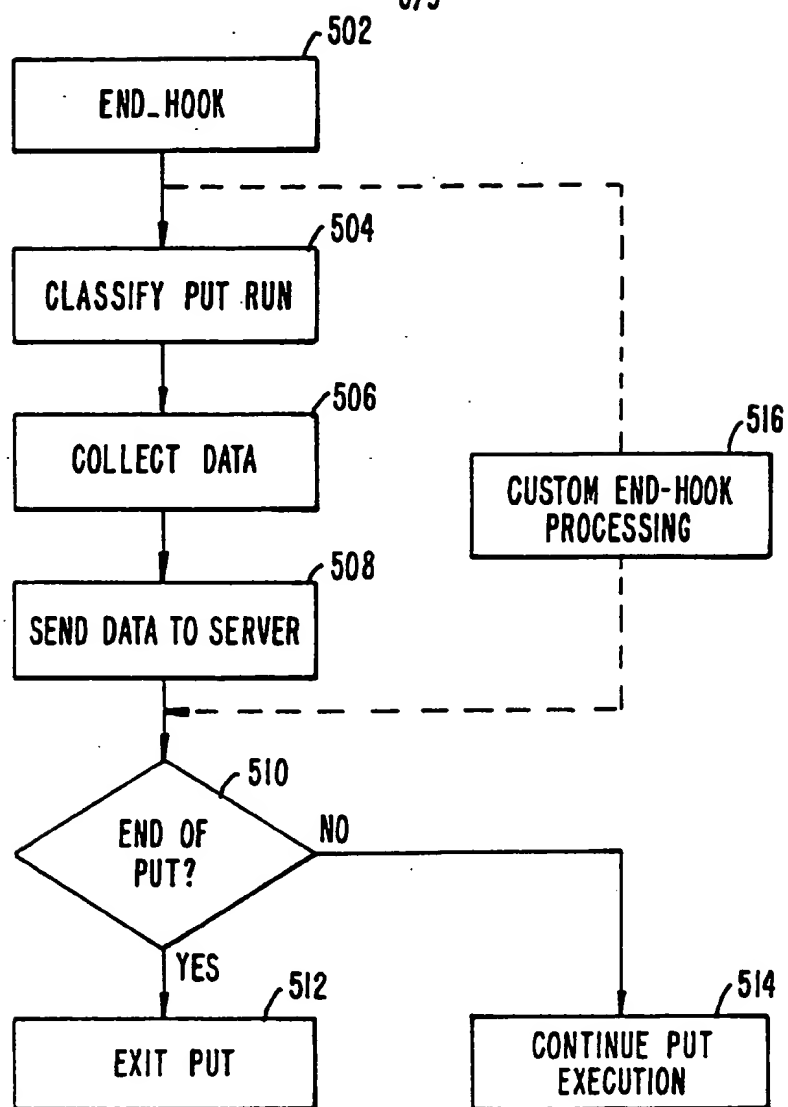 502
END_HOOK
504
CLASSIFY PUT RUN
506
COLLECT DATA
516
CUSTOM END-HOOK
PROCESSING
508
SEND DATA TO SERVER
510
END OF
PUT?
NO
YES
512
EXIT PUT
514
CONTINUE PUT
EXECUTION